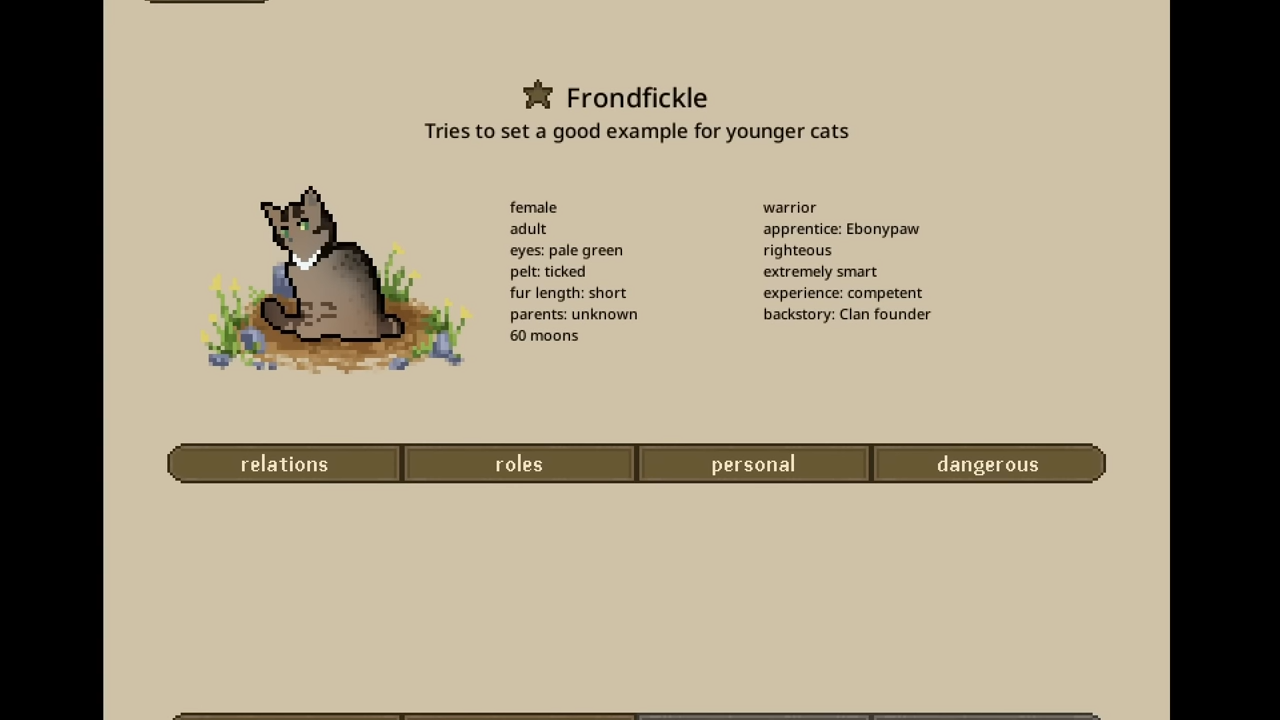 Frondfickle
Tries to set a good example for younger cats
female
adult
eyes: pale green
pelt: ticked
fur length: short
parents: unknown
60 moons
warrior
apprentice: Ebonypaw
righteous
extremely smart
experience: competent
backstory: Clan founder
relations
roles
personal
dangerous